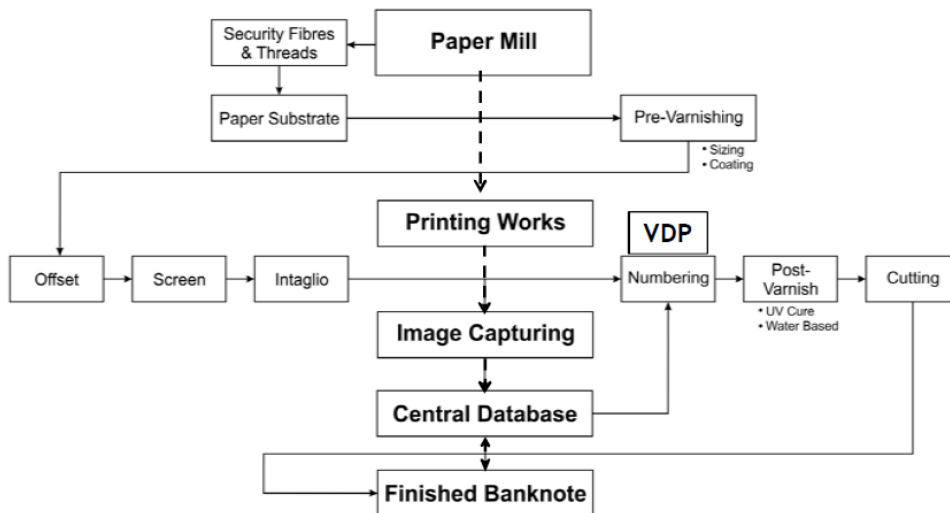 Security Fibres
& Threads
Paper Mill
Paper Substrate
Pre-Varnishing
• Sizing
• Coating
Printing Works
VDP
Offset
Screen
Intaglio
Numbering
Post-
Varnish
Cutting
• UV Cure
• Water Based
Image Capturing
Central Database
Finished Banknote